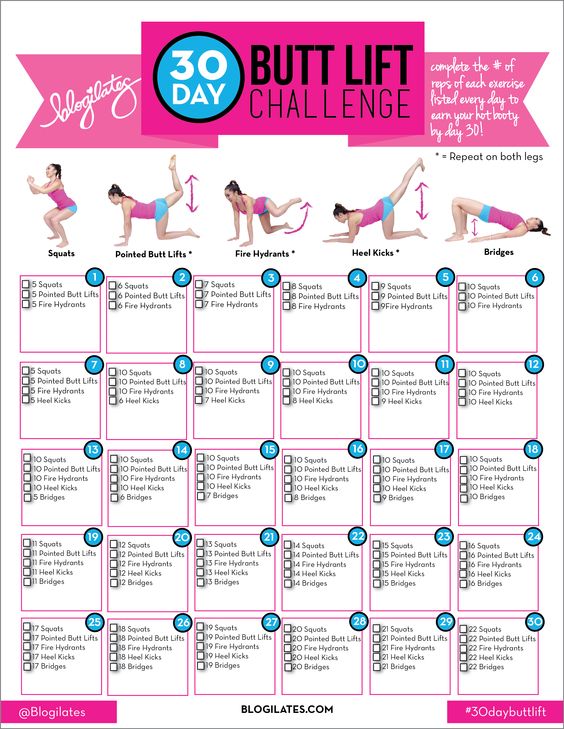 blogilates
30
DAY
BUTT LIFT
CHALLENGE
complete the # of
reps of each exercise
listed every day to
earn your hot booty
by day 30!
* = Repeat on both legs
Squats
Pointed Butt Lifts *
Fire Hydrants *
Heel Kicks *
Bridges
1
5 Squats
5 Pointed Butt Lifts
5 Fire Hydrants
2
6 Squats
6 Pointed Butt Lifts
6 Fire Hydrants
3
7 Squats
7 Pointed Butt Lifts
7 Fire Hydrants
4
8 Squats
8 Pointed Butt Lifts
8 Fire Hydrants
5
9 Squats
9 Pointed Butt Lifts
9Fire Hydrants
6
10 Squats
10 Pointed Butt Lifts
10 Fire Hydrants
7
5 Squats
5 Pointed Butt Lifts
10 Fire Hydrants
5 Heel Kicks
8
10 Squats
10 Pointed Butt Lifts
10 Fire Hydrants
6 Heel Kicks
9
10 Squats
10 Pointed Butt Lifts
10 Fire Hydrants
7 Heel Kicks
10
10 Squats
10 Pointed Butt Lifts
10 Fire Hydrants
8 Heel Kicks
11
10 Squats
10 Pointed Butt Lifts
10 Fire Hydrants
9 Heel Kicks
12
10 Squats
10 Pointed Butt Lifts
10 Fire Hydrants
10 Heel Kicks
13
10 Squats
10 Pointed Butt Lifts
10 Fire Hydrants
10 Heel Kicks
5 Bridges
14
10 Squats
10 Pointed Butt Lifts
10 Fire Hydrants
10 Heel Kicks
6 Bridges
15
10 Squats
10 Pointed Butt Lifts
10 Fire Hydrants
10 Heel Kicks
7 Bridges
16
10 Squats
10 Pointed Butt Lifts
10 Fire Hydrants
10 Heel Kicks
8 Bridges
17
10 Squats
10 Pointed Butt Lifts
10 Fire Hydrants
10 Heel Kicks
9 Bridges
18
10 Squats
10 Pointed Butt Lifts
10 Fire Hydrants
10 Heel Kicks
10 Bridges
19
11 Squats
11 Pointed Butt Lifts
11 Fire Hydrants
11 Heel Kicks
11 Bridges
20
12 Squats
12 Pointed Butt Lifts
12 Fire Hydrants
12 Heel Kicks
12 Bridges
21
13 Squats
13 Pointed Butt Lifts
13 Fire Hydrants
13 Heel Kicks
13 Bridges
22
14 Squats
14 Pointed Butt Lifts
14 Fire Hydrants
14 Heel Kicks
14 Bridges
23
15 Squats
15 Pointed Butt Lifts
15 Fire Hydrants
15 Heel Kicks
15 Bridges
24
16 Squats
16 Pointed Butt Lifts
16 Fire Hydrants
16 Heel Kicks
16 Bridges
25
17 Squats
17 Pointed Butt Lifts
17 Fire Hydrants
17 Heel Kicks
17 Bridges
26
18 Squats
18 Pointed Butt Lifts
18 Fire Hydrants
18 Heel Kicks
18 Bridges
27
19 Squats
19 Pointed Butt Lifts
19 Fire Hydrants
19 Heel Kicks
19 Bridges
28
20 Squats
20 Pointed Butt Lifts
20 Fire Hydrants
20 Heel Kicks
20 Bridges
29
21 Squats
21 Pointed Butt Lifts
21 Fire Hydrants
21 Heel Kicks
21 Bridges
30
22 Squats
22 Pointed Butt Lifts
22 Fire Hydrants
22 Heel Kicks
22 Bridges
@Blogilates
BLOGILATES.COM
#30daybuttlift